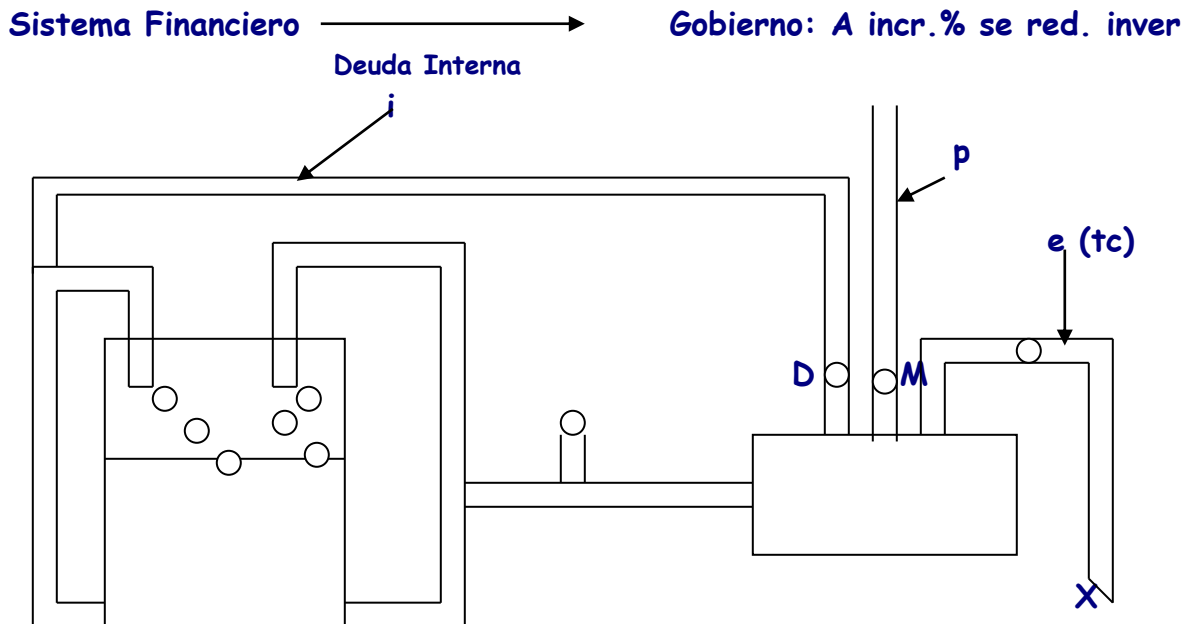 Sistema Financiero Gobierno: A incr.% se red. inver
Deuda Interna
i
p
e (tc)
D M
X